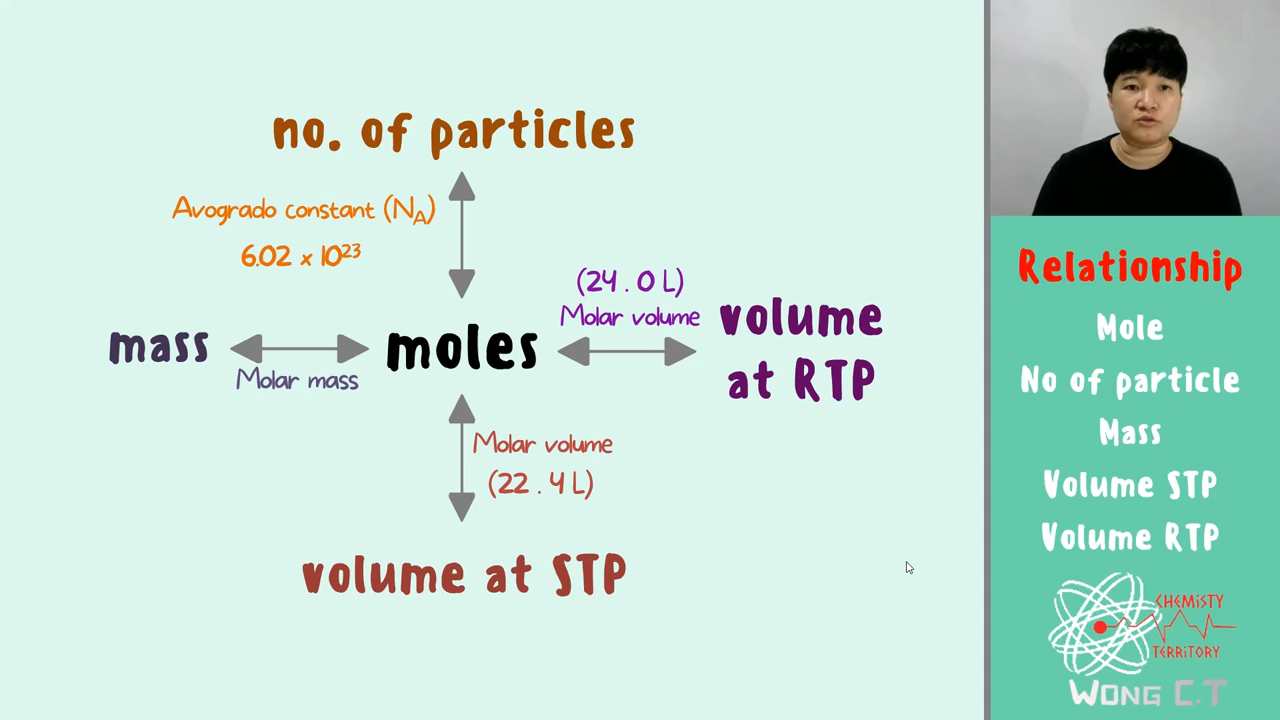 no. of particles
Avogrado constant (NA)
6.02 x 10²³
(24 . 0 L)
Molar volume
volume
at RTP
mass
moles
Molar mass
Molar volume
(22 . 4 L)
volume at STP
Relationship
Mole
No of particle
Mass
Volume STP
Volume RTP
CHEMiSTY
TERRiTORY
WONG C.T